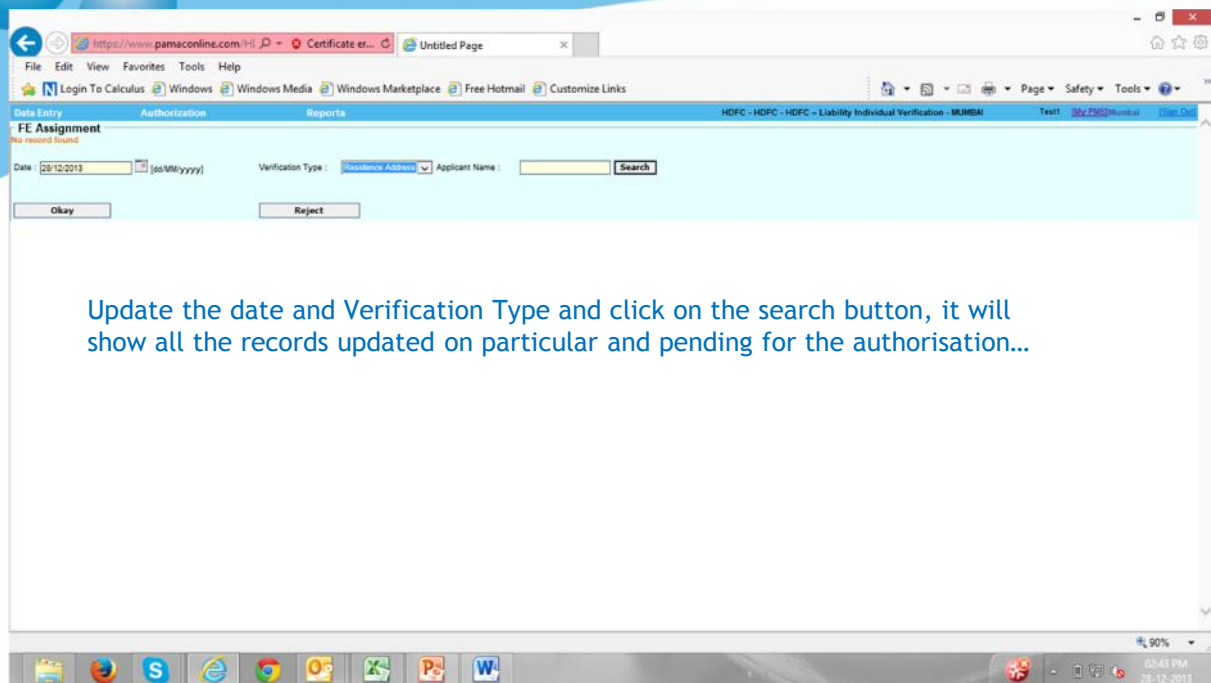 https://www.pamaconline.com/HI
Certificate er...
Untitled Page
File Edit View Favorites Tools Help
Login To Calculus Windows Windows Media Windows Marketplace Free Hotmail Customize Links
Page Safety Tools
Data Entry Authorization Reports HDFC - HDFC - HDFC – Liability Individual Verification - MUMBAI Test1 [My PMS]Mumbai [Sign Out]
FE Assignment
No record found
Date : 28/12/2013 [dd/MM/yyyy] Verification Type : Residence Address Applicant Name : Search
Okay Reject
Update the date and Verification Type and click on the search button, it will
show all the records updated on particular and pending for the authorisation…
90%
02:43 PM
28-12-2013